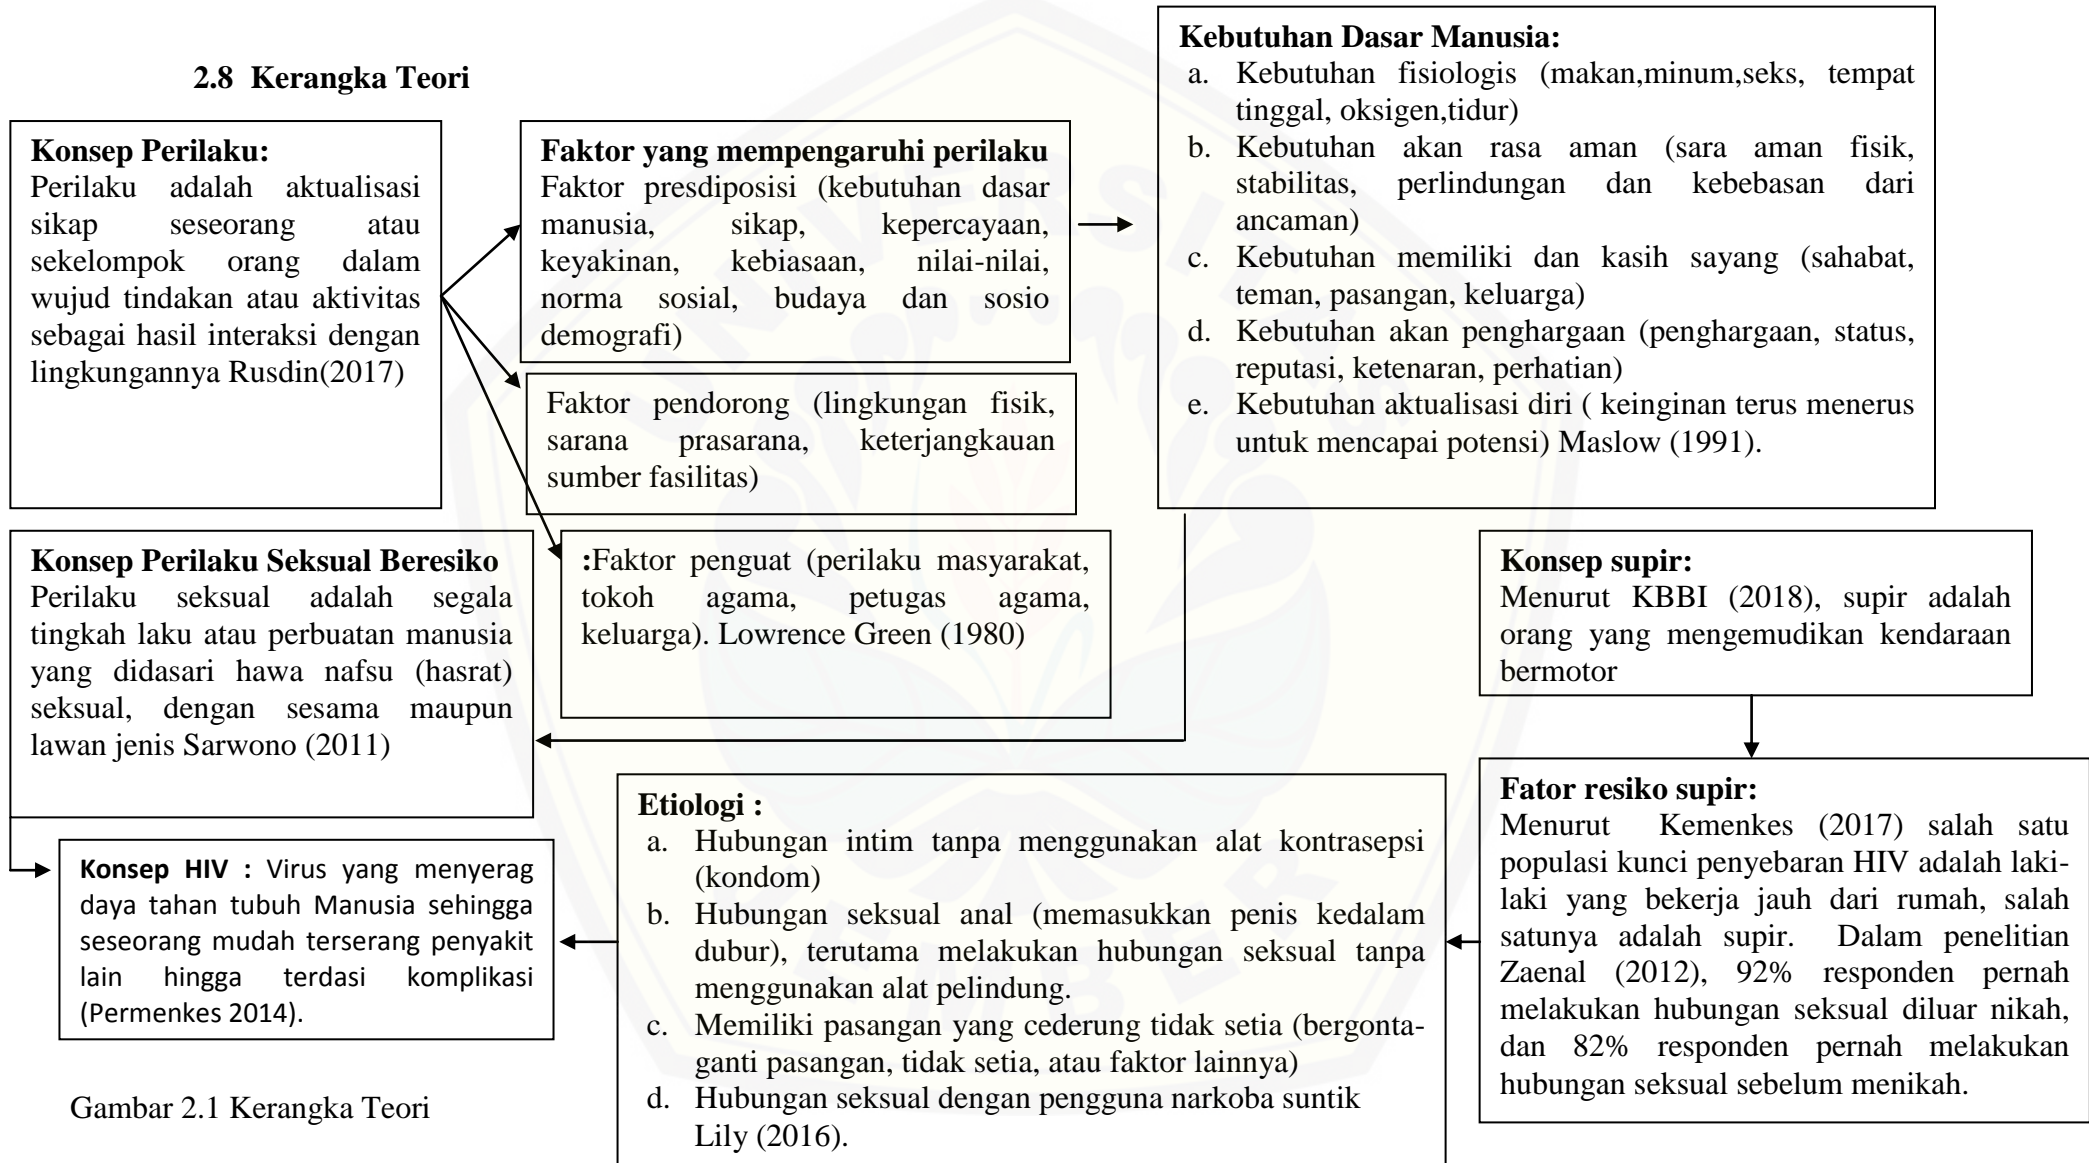 2.8 Kerangka Teori
Konsep Perilaku:
Perilaku adalah aktualisasi
sikap seseorang atau
sekelompok orang dalam
wujud tindakan atau aktivitas
sebagai hasil interaksi dengan
lingkungannya Rusdin(2017)
Faktor yang mempengaruhi perilaku
Faktor presdiposisi (kebutuhan dasar
manusia, sikap, kepercayaan,
keyakinan, kebiasaan, nilai-nilai,
norma sosial, budaya dan sosio
demografi)
Faktor pendorong (lingkungan fisik,
sarana prasarana, keterjangkauan
sumber fasilitas)
:Faktor penguat (perilaku masyarakat,
tokoh agama, petugas agama,
keluarga). Lowrence Green (1980)
Kebutuhan Dasar Manusia:
a. Kebutuhan fisiologis (makan,minum,seks, tempat
tinggal, oksigen,tidur)
b. Kebutuhan akan rasa aman (sara aman fisik,
stabilitas, perlindungan dan kebebasan dari
ancaman)
c. Kebutuhan memiliki dan kasih sayang (sahabat,
teman, pasangan, keluarga)
d. Kebutuhan akan penghargaan (penghargaan, status,
reputasi, ketenaran, perhatian)
e. Kebutuhan aktualisasi diri ( keinginan terus menerus
untuk mencapai potensi) Maslow (1991).
Konsep Perilaku Seksual Beresiko
Perilaku seksual adalah segala
tingkah laku atau perbuatan manusia
yang didasari hawa nafsu (hasrat)
seksual, dengan sesama maupun
lawan jenis Sarwono (2011)
Konsep supir:
Menurut KBBI (2018), supir adalah
orang yang mengemudikan kendaraan
bermotor
Fator resiko supir:
Menurut Kemenkes (2017) salah satu
populasi kunci penyebaran HIV adalah laki-
laki yang bekerja jauh dari rumah, salah
satunya adalah supir. Dalam penelitian
Zaenal (2012), 92% responden pernah
melakukan hubungan seksual diluar nikah,
dan 82% responden pernah melakukan
hubungan seksual sebelum menikah.
Etiologi :
a. Hubungan intim tanpa menggunakan alat kontrasepsi
(kondom)
b. Hubungan seksual anal (memasukkan penis kedalam
dubur), terutama melakukan hubungan seksual tanpa
menggunakan alat pelindung.
c. Memiliki pasangan yang cederung tidak setia (bergonta-
ganti pasangan, tidak setia, atau faktor lainnya)
d. Hubungan seksual dengan pengguna narkoba suntik
Lily (2016).
Konsep HIV : Virus yang menyerag
daya tahan tubuh Manusia sehingga
seseorang mudah terserang penyakit
lain hingga terdasi komplikasi
(Permenkes 2014).
Gambar 2.1 Kerangka Teori
UNIVERSITAS
JEMBER